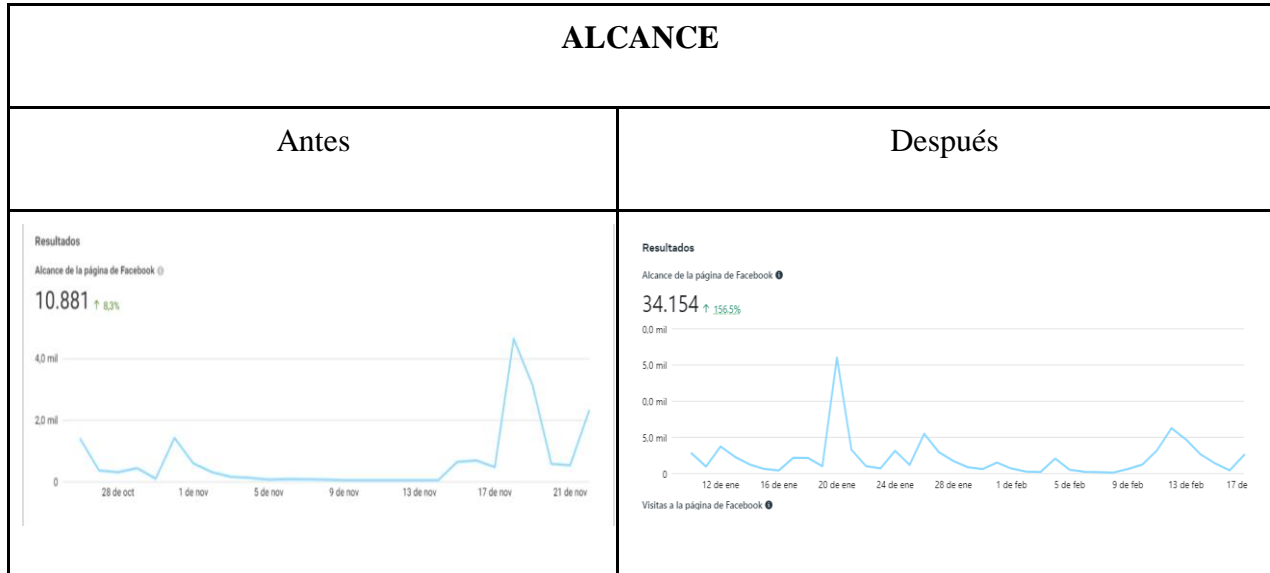 ALCANCE
Antes
Después
Resultados
Alcance de la página de Facebook
10.881 ↑ 8,3%
4,0 mil
2,0 mil
0
28 de oct 1 de nov 5 de nov 9 de nov 13 de nov 17 de nov 21 de nov
Resultados
Alcance de la página de Facebook
34.154 ↑ 156.5%
0,0 mil
5,0 mil
0,0 mil
5,0 mil
0
12 de ene 16 de ene 20 de ene 24 de ene 28 de ene 1 de feb 5 de feb 9 de feb 13 de feb 17 de
Visitas a la página de Facebook